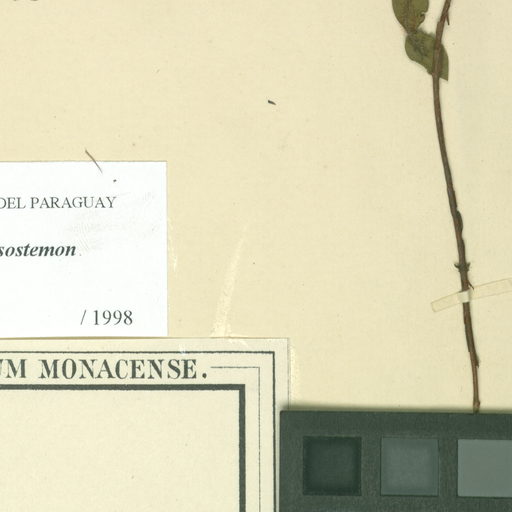 DEL PARAGUAY
sostemon
/ 1998
UM MONACENSE.